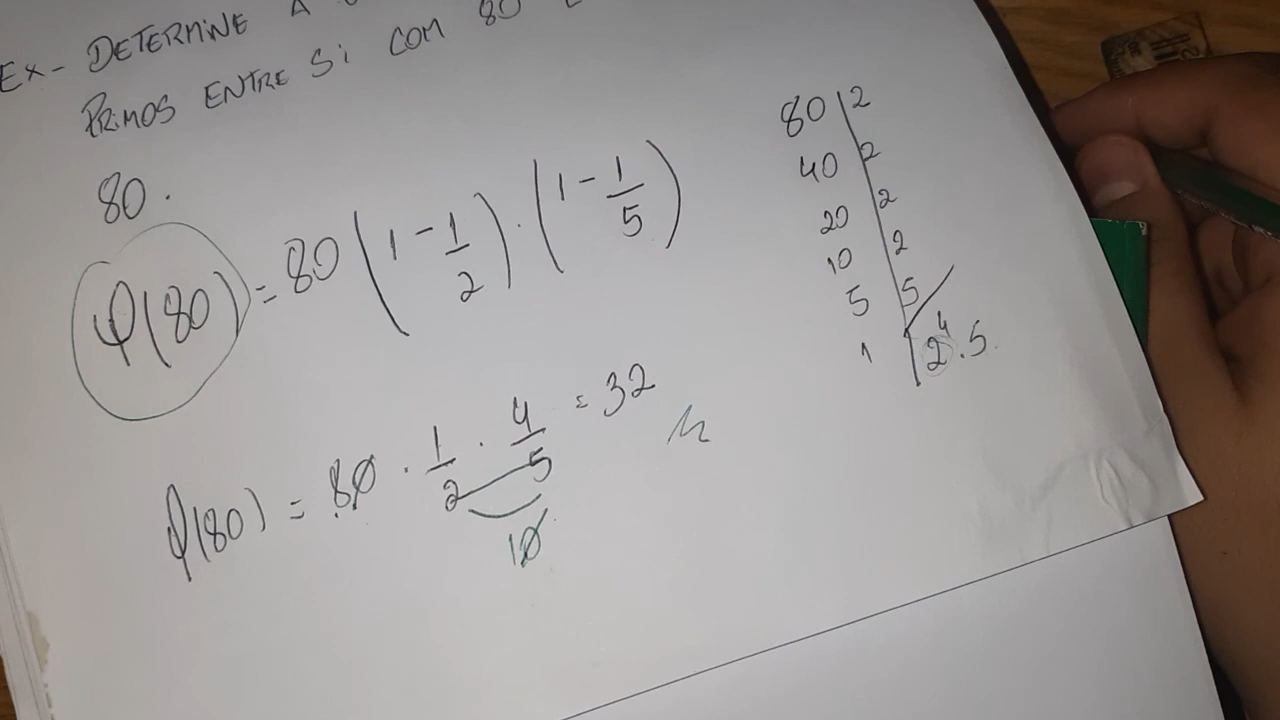 EX- DETERMINE A
PRIMOS ENTRE Si COM 80
80.
φ(80) = 80 (1 - 1/2) . (1 - 1/5)
φ(80) = 80 . 1/2 . 4/5 = 32
10
80 | 2
40 | 2
20 | 2
10 | 2
5 | 5
1 | 2⁴.5